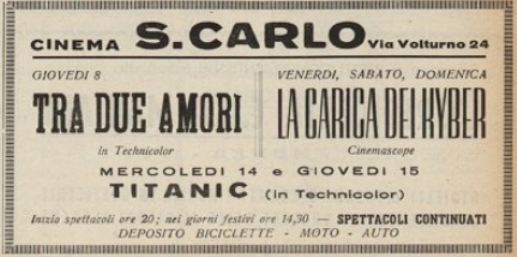 CINEMA S. CARLO Via Volturno 24
GIOVEDI 8
TRA DUE AMORI
in Technicolor
VENERDI, SABATO, DOMENICA
LA CARICA DEI KYBER
Cinemascope
MERCOLEDI 14 e GIOVEDI 15
TITANIC (in Technicolor)
Inizio spettacoli ore 20; nei giorni festivi ore 14,30 — SPETTACOLI CONTINUATI
DEPOSITO BICICLETTE - MOTO - AUTO